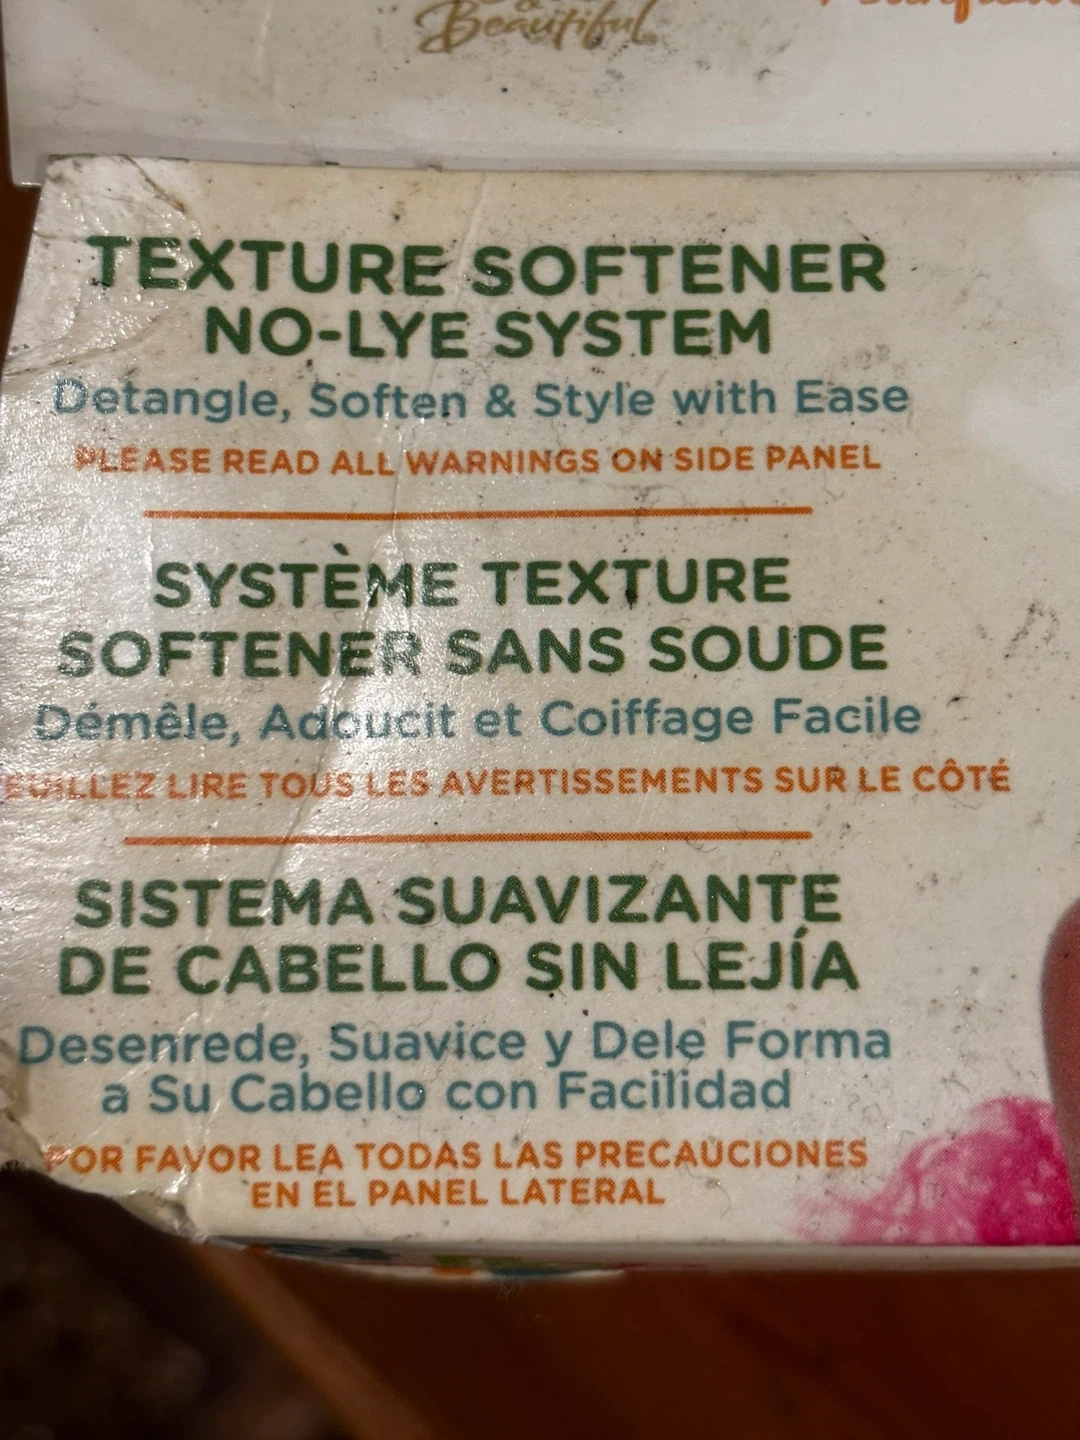 & Beautiful
TEXTURE SOFTENER
NO-LYE SYSTEM
Detangle, Soften & Style with Ease
PLEASE READ ALL WARNINGS ON SIDE PANEL
SYSTÈME TEXTURE
SOFTENER SANS SOUDE
Démêle, Adoucit et Coiffage Facile
EUILLEZ LIRE TOUS LES AVERTISSEMENTS SUR LE CÔTÉ
SISTEMA SUAVIZANTE
DE CABELLO SIN LEJÍA
Desenrede, Suavice y Dele Forma
a Su Cabello con Facilidad
POR FAVOR LEA TODAS LAS PRECAUCIONES
EN EL PANEL LATERAL